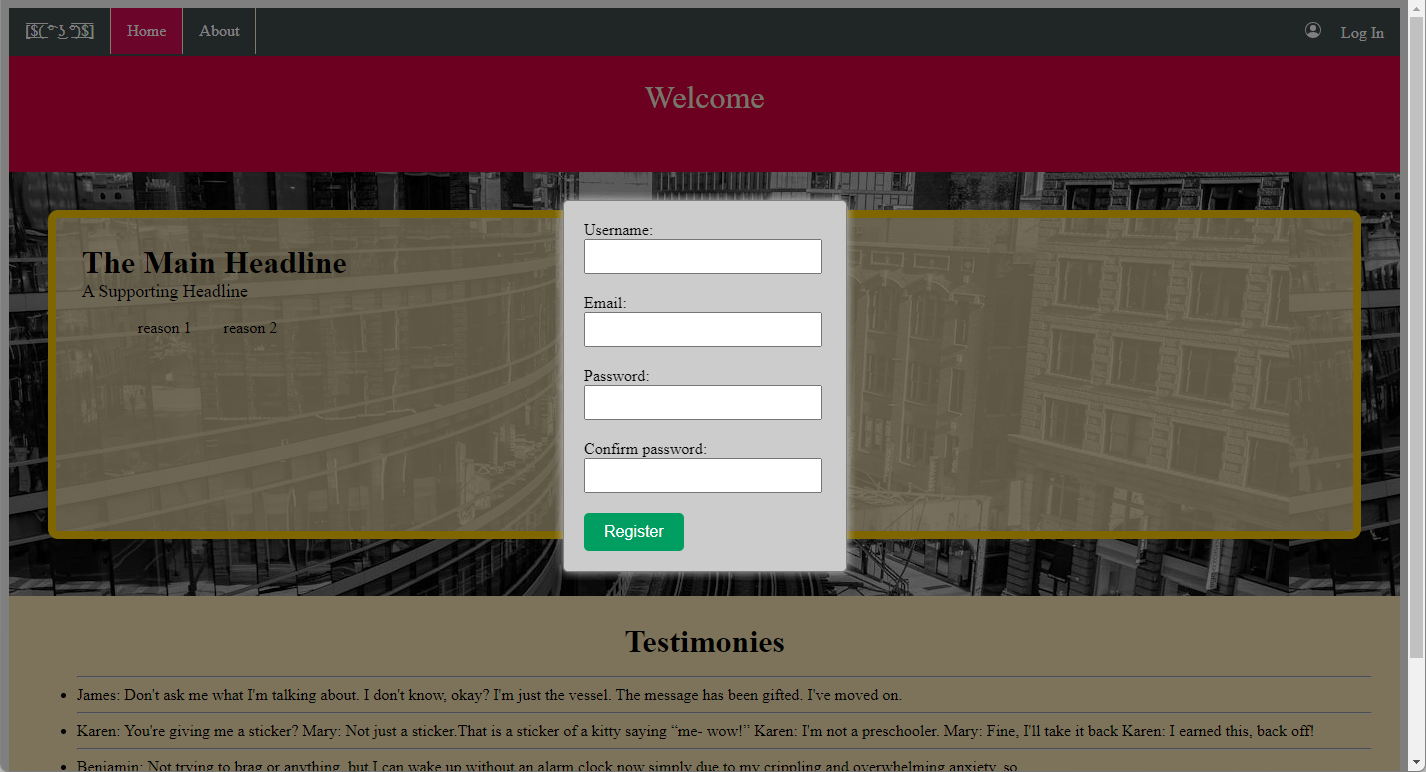 [̲̅$̲̅(̲̅ ͡° ͜ʖ ͡°̲̅)̲̅$̲̅]
Home
About
Log In
Welcome
The Main Headline
A Supporting Headline
reason 1 reason 2
Username:
Email:
Password:
Confirm password:
Register
Testimonies
James: Don't ask me what I'm talking about. I don't know, okay? I'm just the vessel. The message has been gifted. I've moved on.
Karen: You're giving me a sticker? Mary: Not just a sticker.That is a sticker of a kitty saying “me- wow!” Karen: I'm not a preschooler. Mary: Fine, I'll take it back Karen: I earned this, back off!
Benjamin: Not trying to brag or anything, but I can wake up without an alarm clock now simply due to my crippling and overwhelming anxiety, so